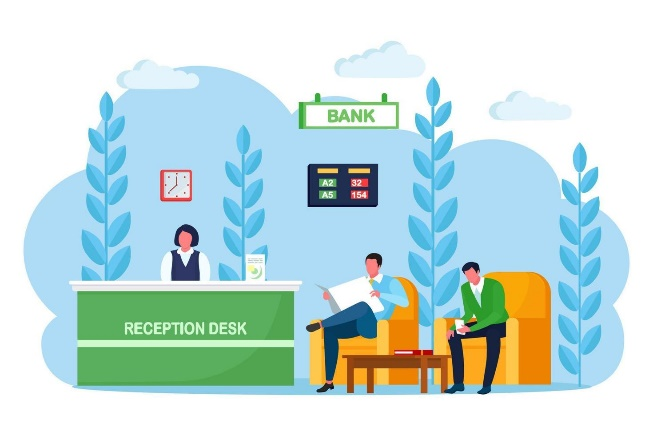 BANK
A2 32
A5 154
RECEPTION DESK